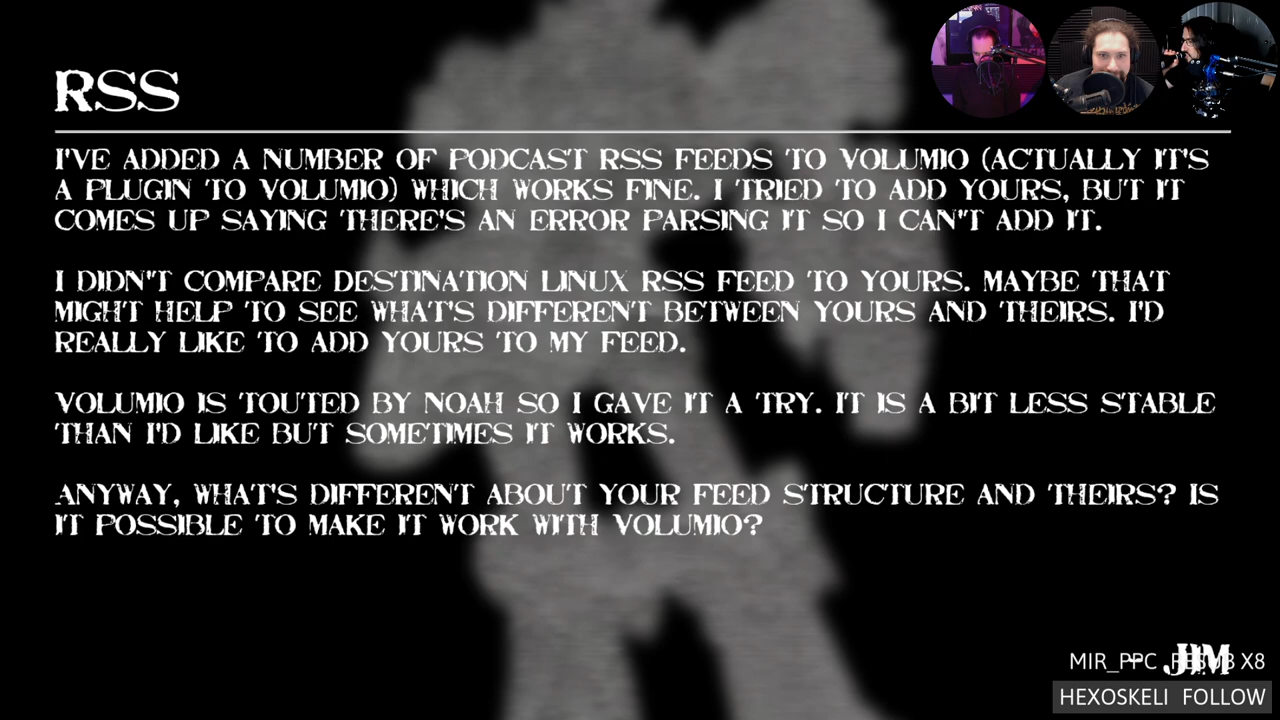 RSS
I'VE ADDED A NUMBER OF PODCAST RSS FEEDS TO VOLUMIO (ACTUALLY IT'S
A PLUGIN TO VOLUMIO) WHICH WORKS FINE. I TRIED TO ADD YOURS, BUT IT
COMES UP SAYING THERE'S AN ERROR PARSING IT SO I CAN'T ADD IT.
I DIDN'T COMPARE DESTINATION LINUX RSS FEED TO YOURS. MAYBE THAT
MIGHT HELP TO SEE WHAT'S DIFFERENT BETWEEN YOURS AND THEIRS. I'D
REALLY LIKE TO ADD YOURS TO MY FEED.
VOLUMIO IS TOUTED BY NOAH SO I GAVE IT A TRY. IT IS A BIT LESS STABLE
THAN I'D LIKE BUT SOMETIMES IT WORKS.
ANYWAY, WHAT'S DIFFERENT ABOUT YOUR FEED STRUCTURE AND THEIRS? IS
IT POSSIBLE TO MAKE IT WORK WITH VOLUMIO?
- JIM
MIR_PPC RESUB X8
HEXOSKELI FOLLOW